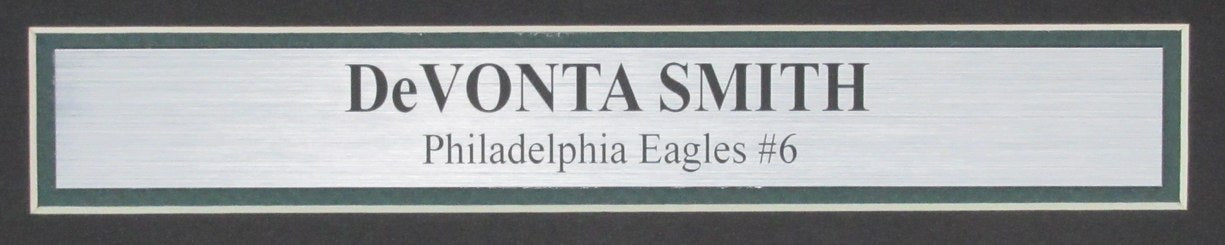 DeVONTA SMITH
Philadelphia Eagles #6